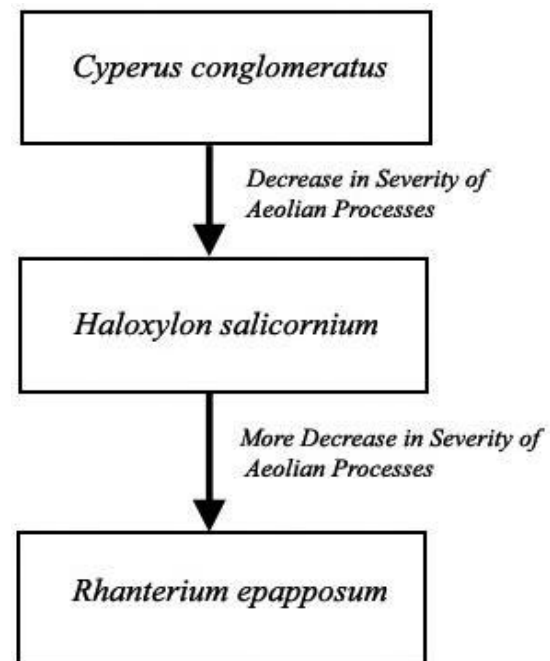 Cyperus conglomeratus
Decrease in Severity of
Aeolian Processes
Haloxylon salicornium
More Decrease in Severity of
Aeolian Processes
Rhanterium epapposum